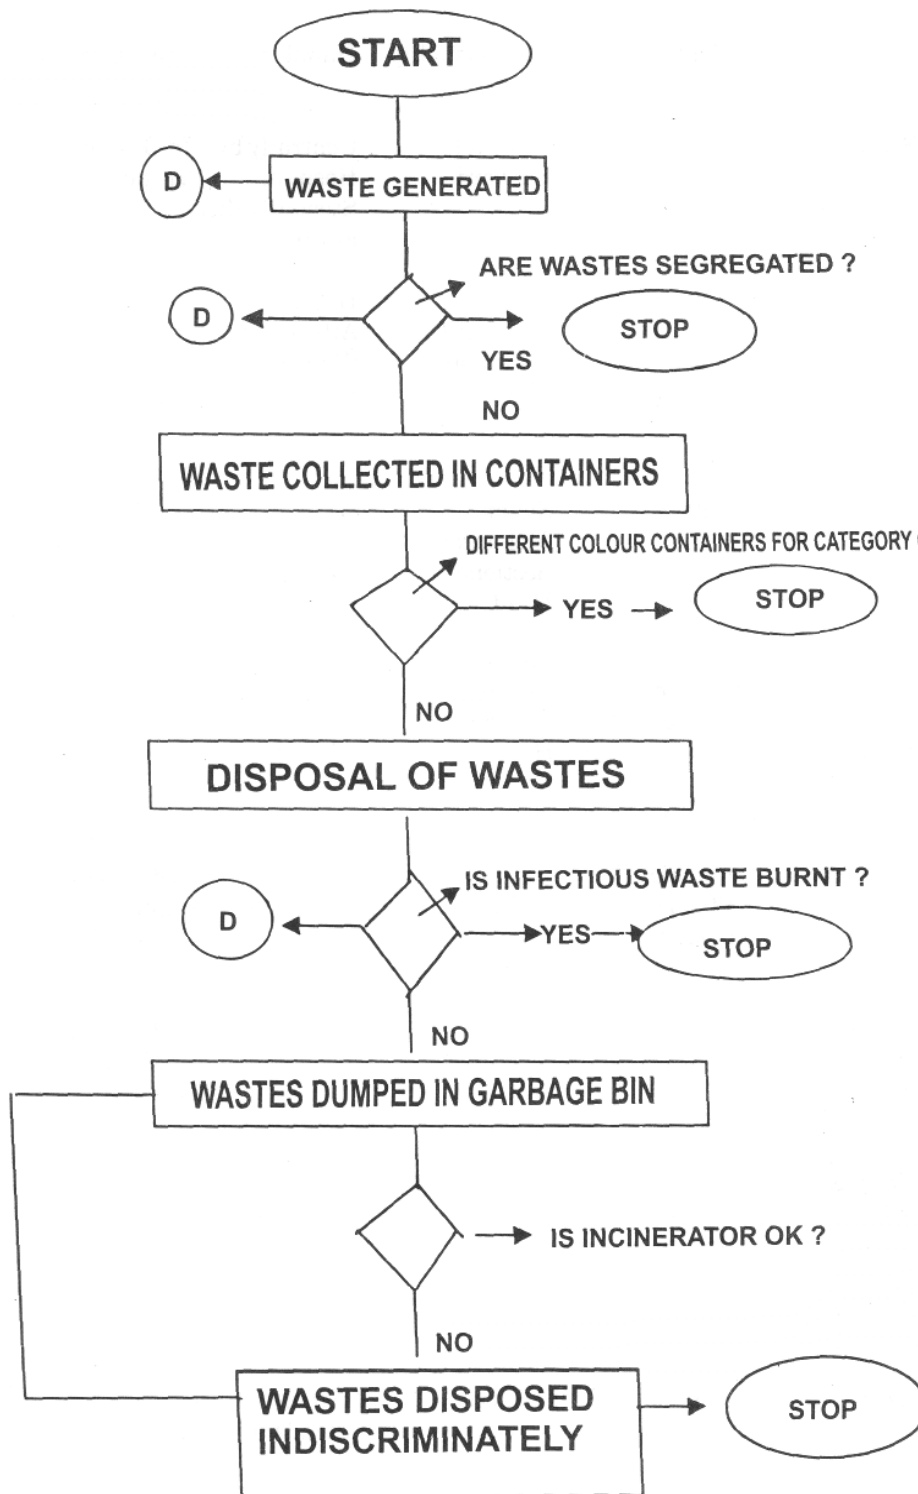 START
D
WASTE GENERATED
ARE WASTES SEGREGATED ?
D
STOP
YES
NO
WASTE COLLECTED IN CONTAINERS
DIFFERENT COLOUR CONTAINERS FOR CATEGORY
YES
STOP
NO
DISPOSAL OF WASTES
IS INFECTIOUS WASTE BURNT ?
D
YES
STOP
NO
WASTES DUMPED IN GARBAGE BIN
IS INCINERATOR OK ?
NO
WASTES DISPOSED
INDISCRIMINATELY
STOP